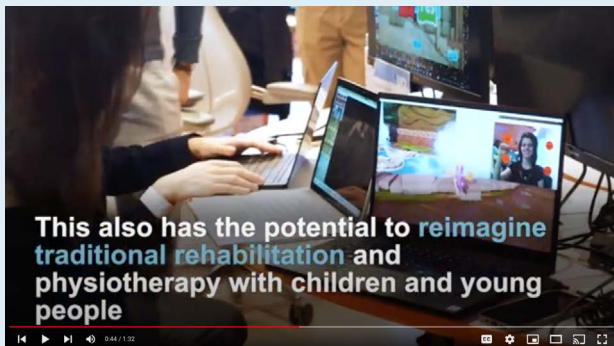 This also has the potential to reimagine
traditional rehabilitation and
physiotherapy with children and young
people
0:44 / 1:32
CC